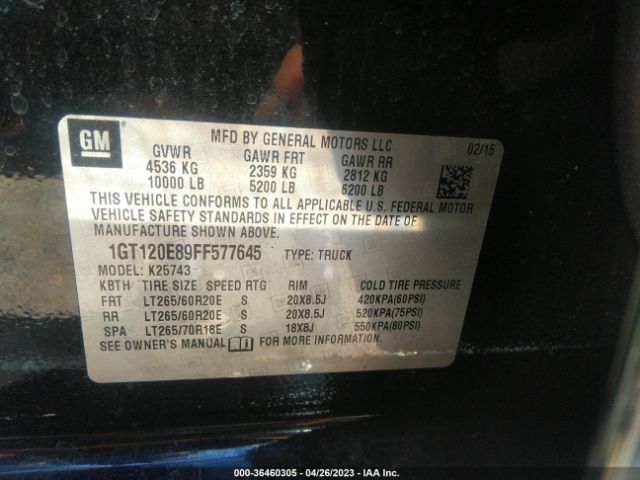 GM
MFD BY GENERAL MOTORS LLC
02/15
GVWR GAWR FRT GAWR RR
4536 KG 2359 KG 2812 KG
10000 LB 5200 LB 6200 LB
THIS VEHICLE CONFORMS TO ALL APPLICABLE U.S. FEDERAL MOTOR
VEHICLE SAFETY STANDARDS IN EFFECT ON THE DATE OF
MANUFACTURE SHOWN ABOVE.
1GT120E89FF577645 TYPE: TRUCK
MODEL: K25743
KBTH TIRE SIZE SPEED RTG RIM COLD TIRE PRESSURE
FRT LT265/60R20E S 20X8.5J 420KPA(60PSI)
RR LT265/60R20E S 20X8.5J 520KPA(75PSI)
SPA LT265/70R18E S 18X8J 550KPA(80PSI)
SEE OWNER'S MANUAL FOR MORE INFORMATION.
000-36460305 - 04/26/2023 - IAA Inc.